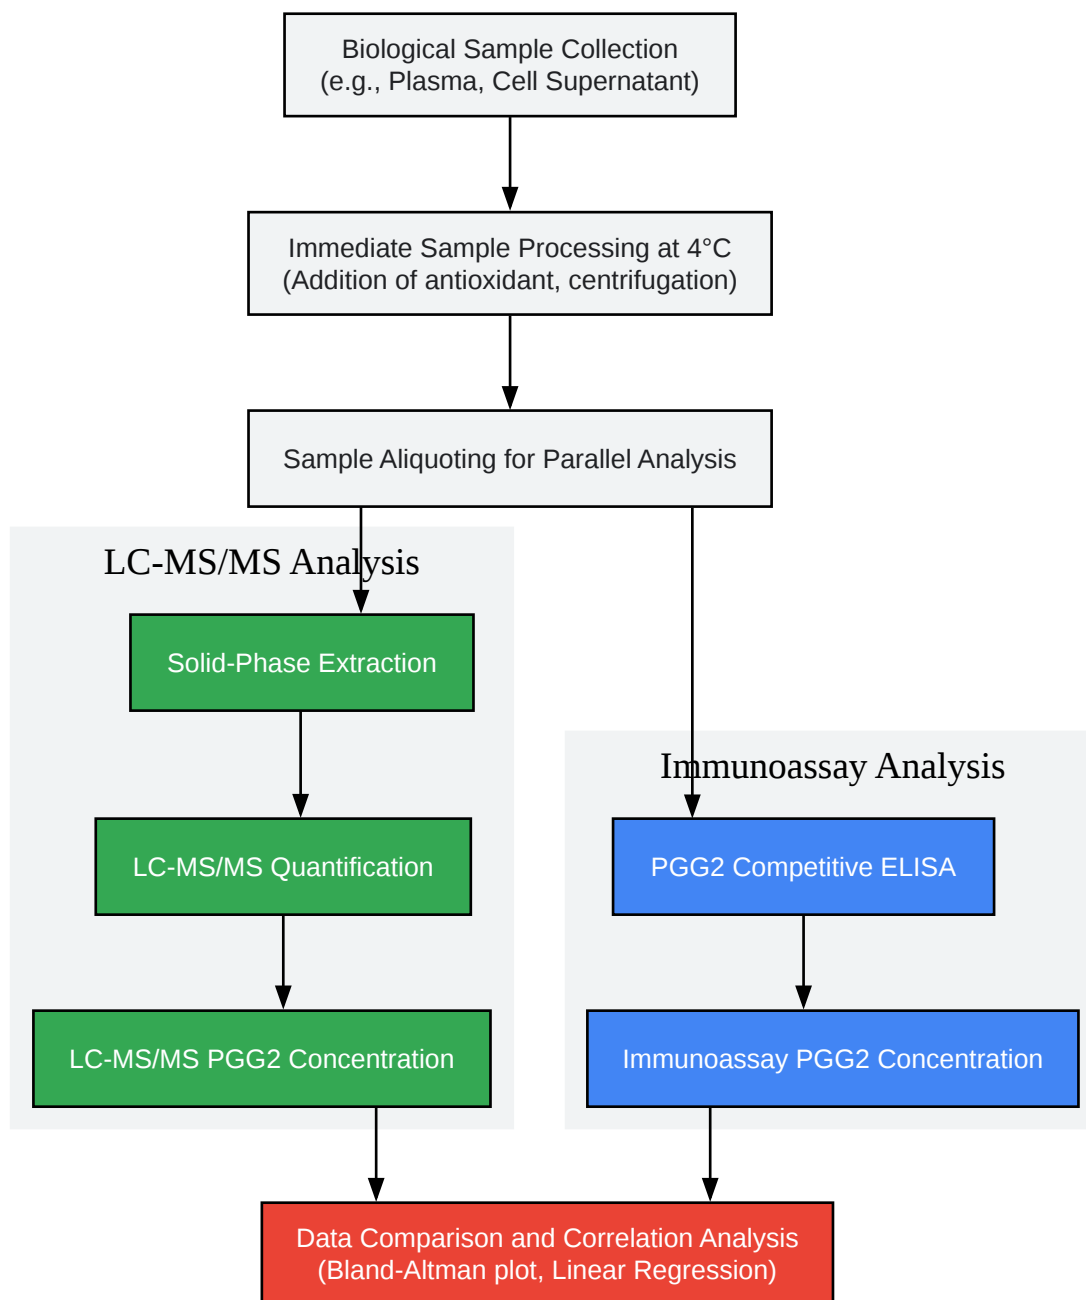 Biological Sample Collection
(e.g., Plasma, Cell Supernatant)
Immediate Sample Processing at 4°C
(Addition of antioxidant, centrifugation)
Sample Aliquoting for Parallel Analysis
LC-MS/MS Analysis
Solid-Phase Extraction
LC-MS/MS Quantification
LC-MS/MS PGG2 Concentration
Immunoassay Analysis
PGG2 Competitive ELISA
Immunoassay PGG2 Concentration
Data Comparison and Correlation Analysis
(Bland-Altman plot, Linear Regression)